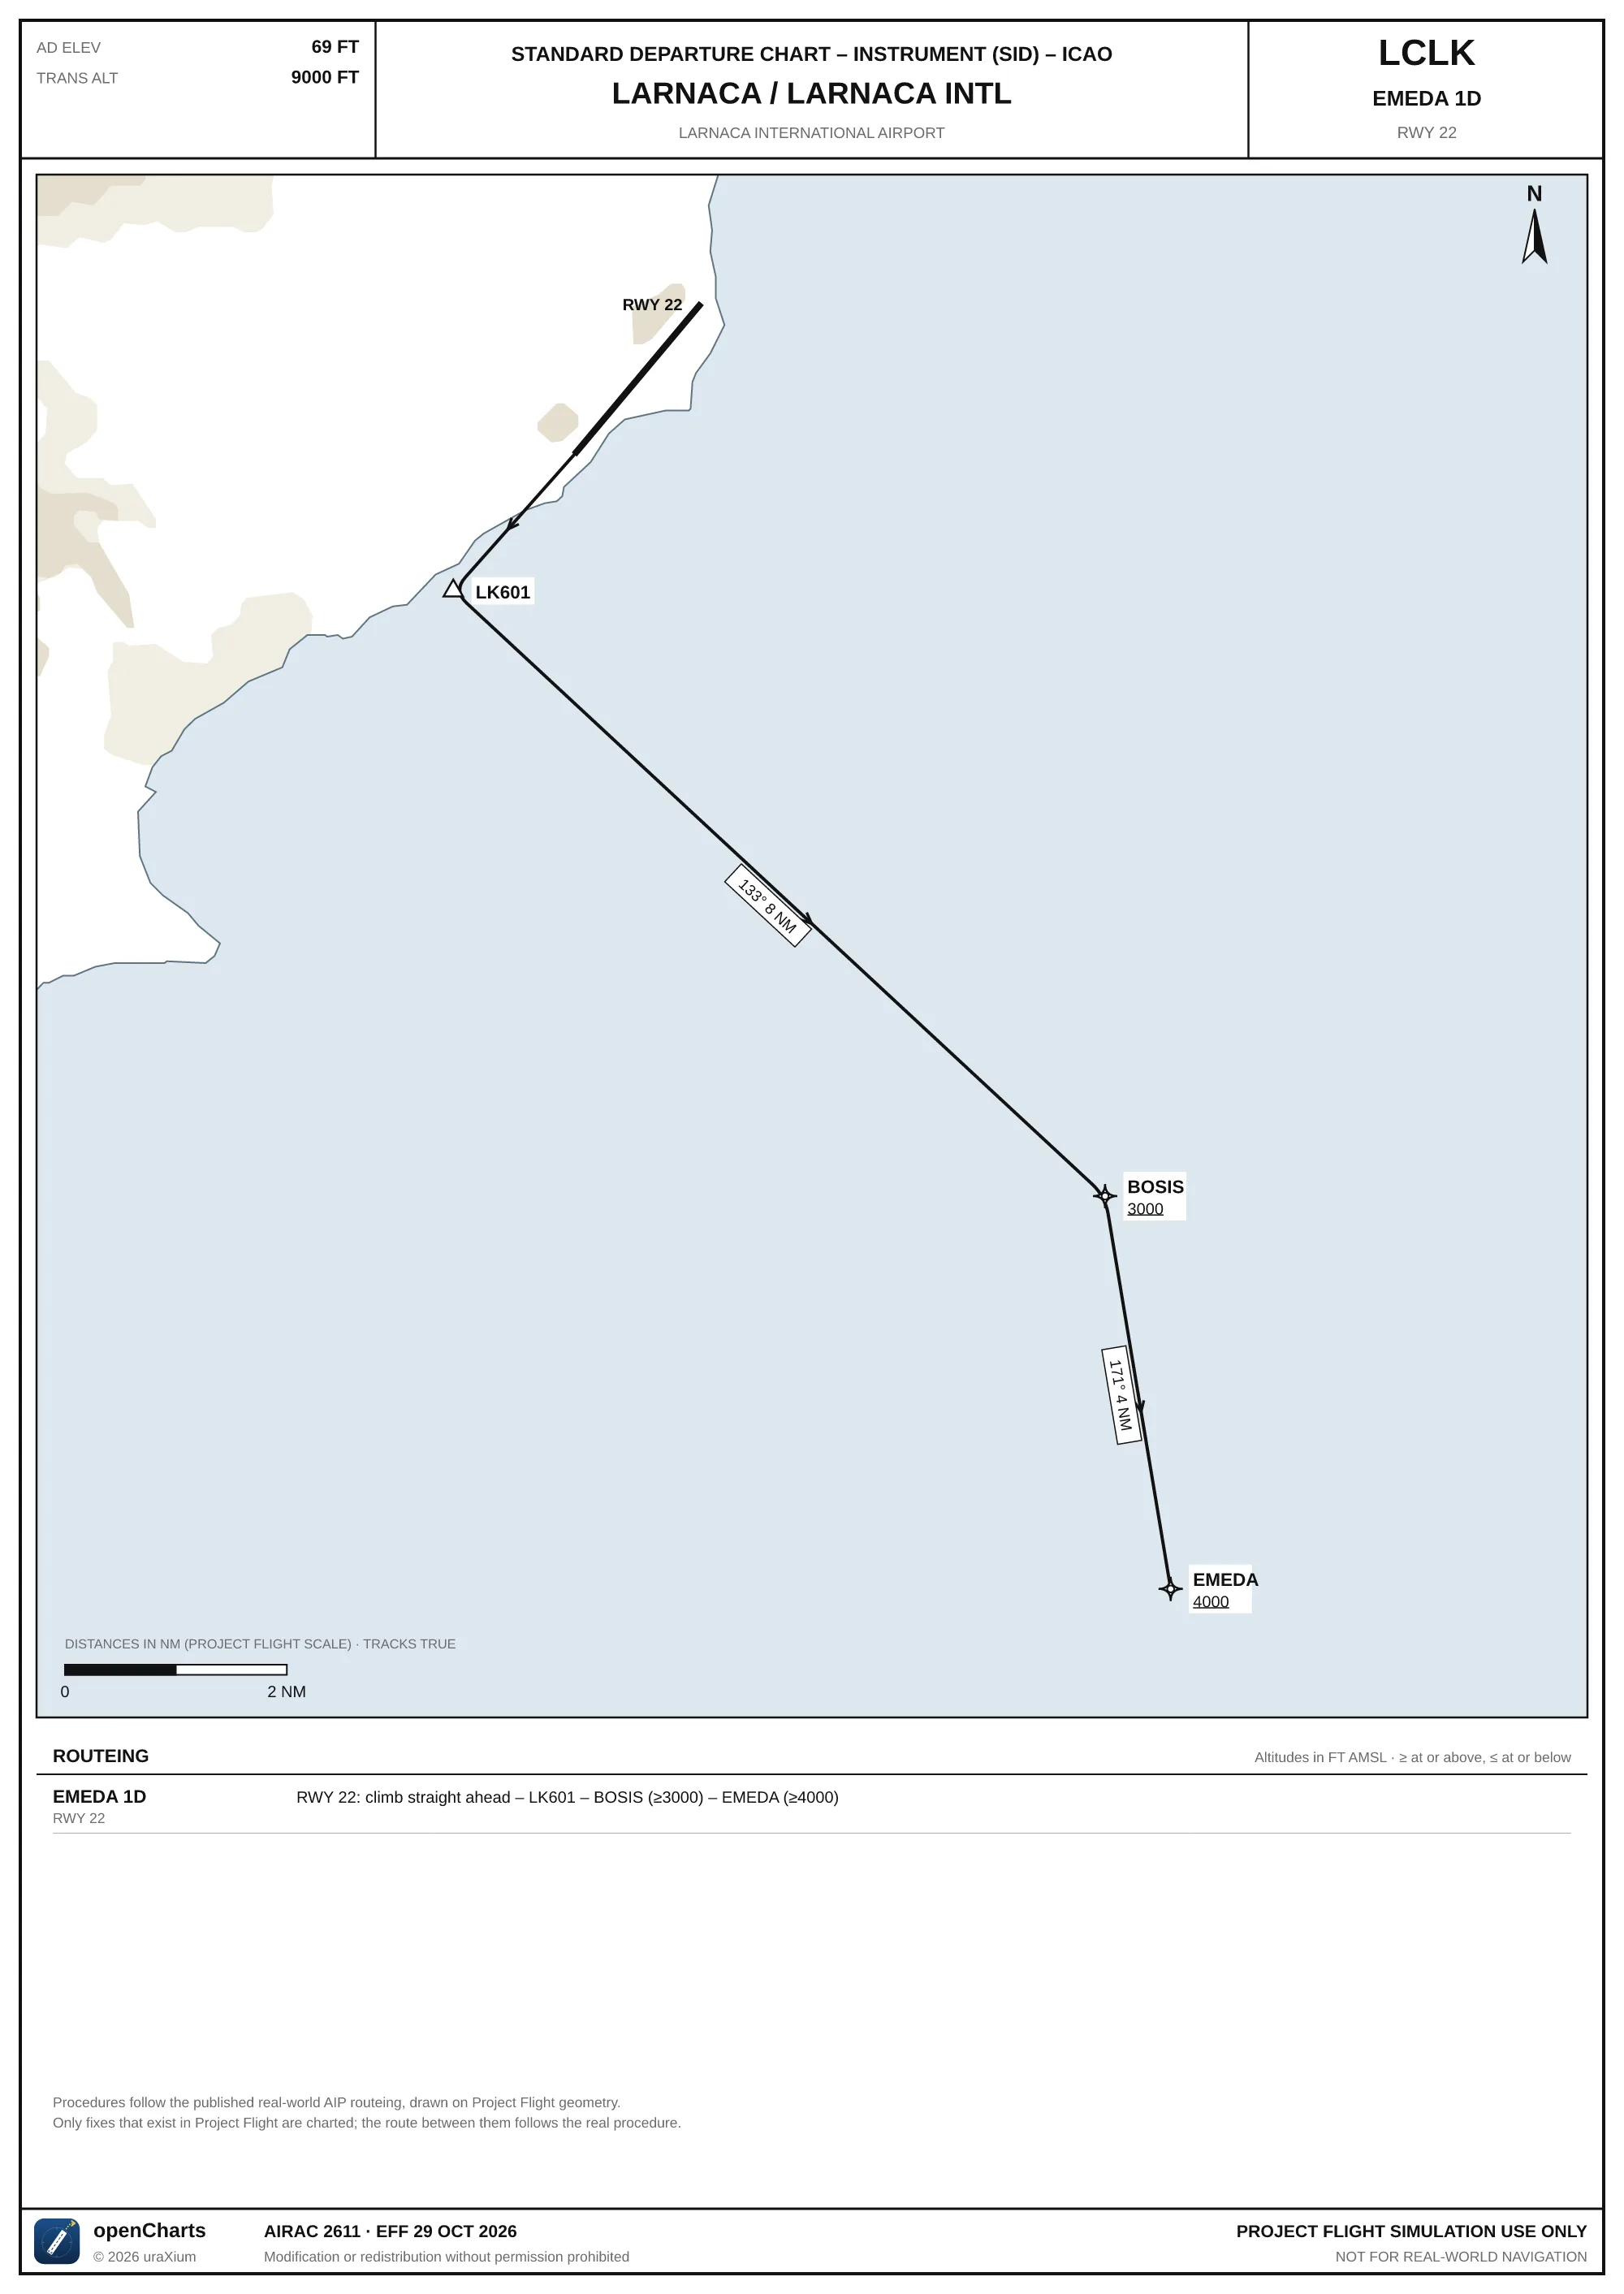 AD ELEV 69 FT
TRANS ALT 9000 FT
STANDARD DEPARTURE CHART – INSTRUMENT (SID) – ICAO
LARNACA / LARNACA INTL
LARNACA INTERNATIONAL AIRPORT
LCLK
EMEDA 1D
RWY 22
N
RWY 22
LK601
133° 8 NM
BOSIS
3000
171° 4 NM
EMEDA
4000
DISTANCES IN NM (PROJECT FLIGHT SCALE) · TRACKS TRUE
0 2 NM
ROUTEING Altitudes in FT AMSL · ≥ at or above, ≤ at or below
EMEDA 1D RWY 22: climb straight ahead – LK601 – BOSIS (≥3000) – EMEDA (≥4000)
RWY 22
Procedures follow the published real-world AIP routeing, drawn on Project Flight geometry.
Only fixes that exist in Project Flight are charted; the route between them follows the real procedure.
openCharts AIRAC 2611 · EFF 29 OCT 2026 PROJECT FLIGHT SIMULATION USE ONLY
© 2026 uraXium Modification or redistribution without permission prohibited NOT FOR REAL-WORLD NAVIGATION